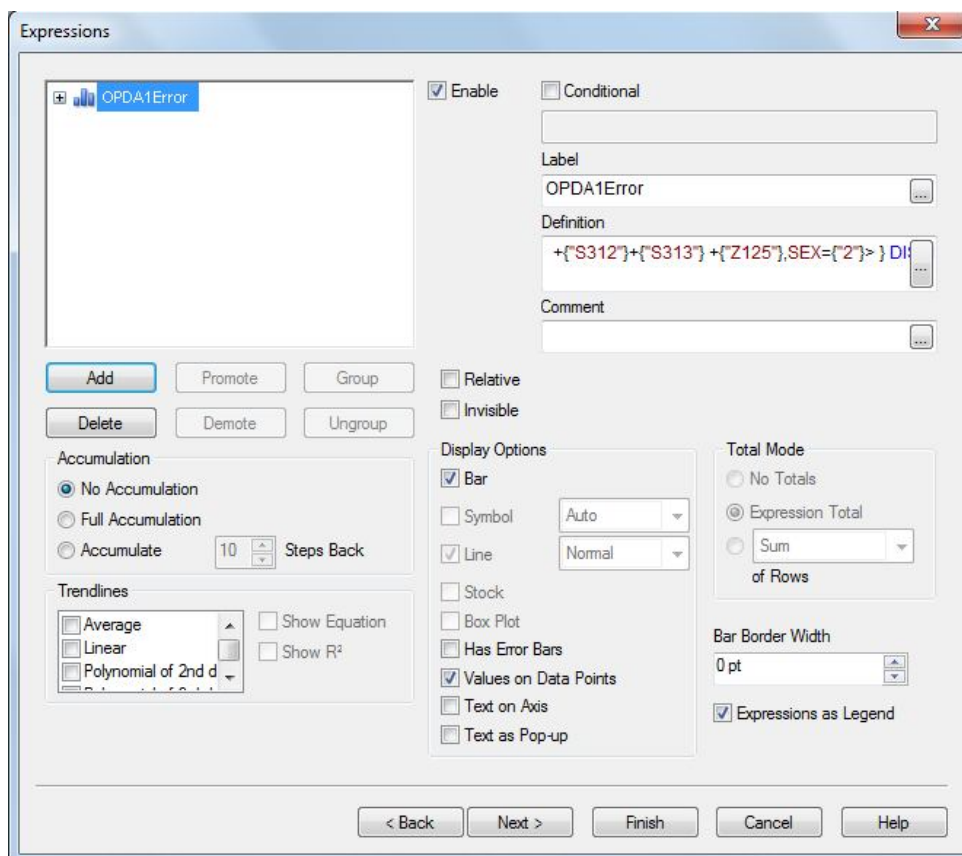 Expressions
OPDA1Error
Enable
Conditional
Label
OPDA1Error
...
Definition
+{"S312"}+{"S313"} +{"Z125"},SEX={"2"}> } DIS
...
Comment
...
Add
Promote
Group
Delete
Demote
Ungroup
Relative
Invisible
Accumulation
No Accumulation
Full Accumulation
Accumulate 10 Steps Back
Trendlines
Average
Linear
Polynomial of 2nd d
Show Equation
Show R²
Display Options
Bar
Symbol Auto
Line Normal
Stock
Box Plot
Has Error Bars
Values on Data Points
Text on Axis
Text as Pop-up
Total Mode
No Totals
Expression Total
Sum
of Rows
Bar Border Width
0 pt
Expressions as Legend
< Back
Next >
Finish
Cancel
Help